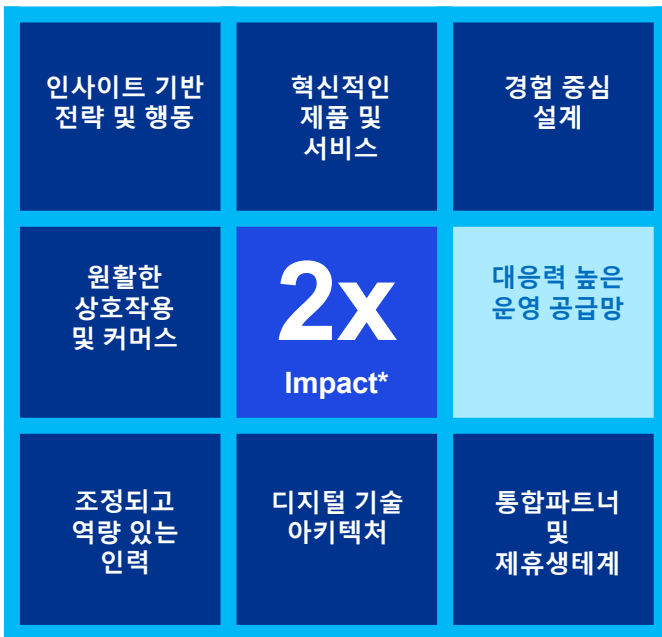 인사이트 기반
전략 및 행동
혁신적인
제품 및
서비스
경험 중심
설계
원활한
상호작용
및 커머스
2x
Impact*
대응력 높은
운영 공급망
조정되고
역량 있는
인력
디지털 기술
아키텍처
통합파트너
및
제휴생태계